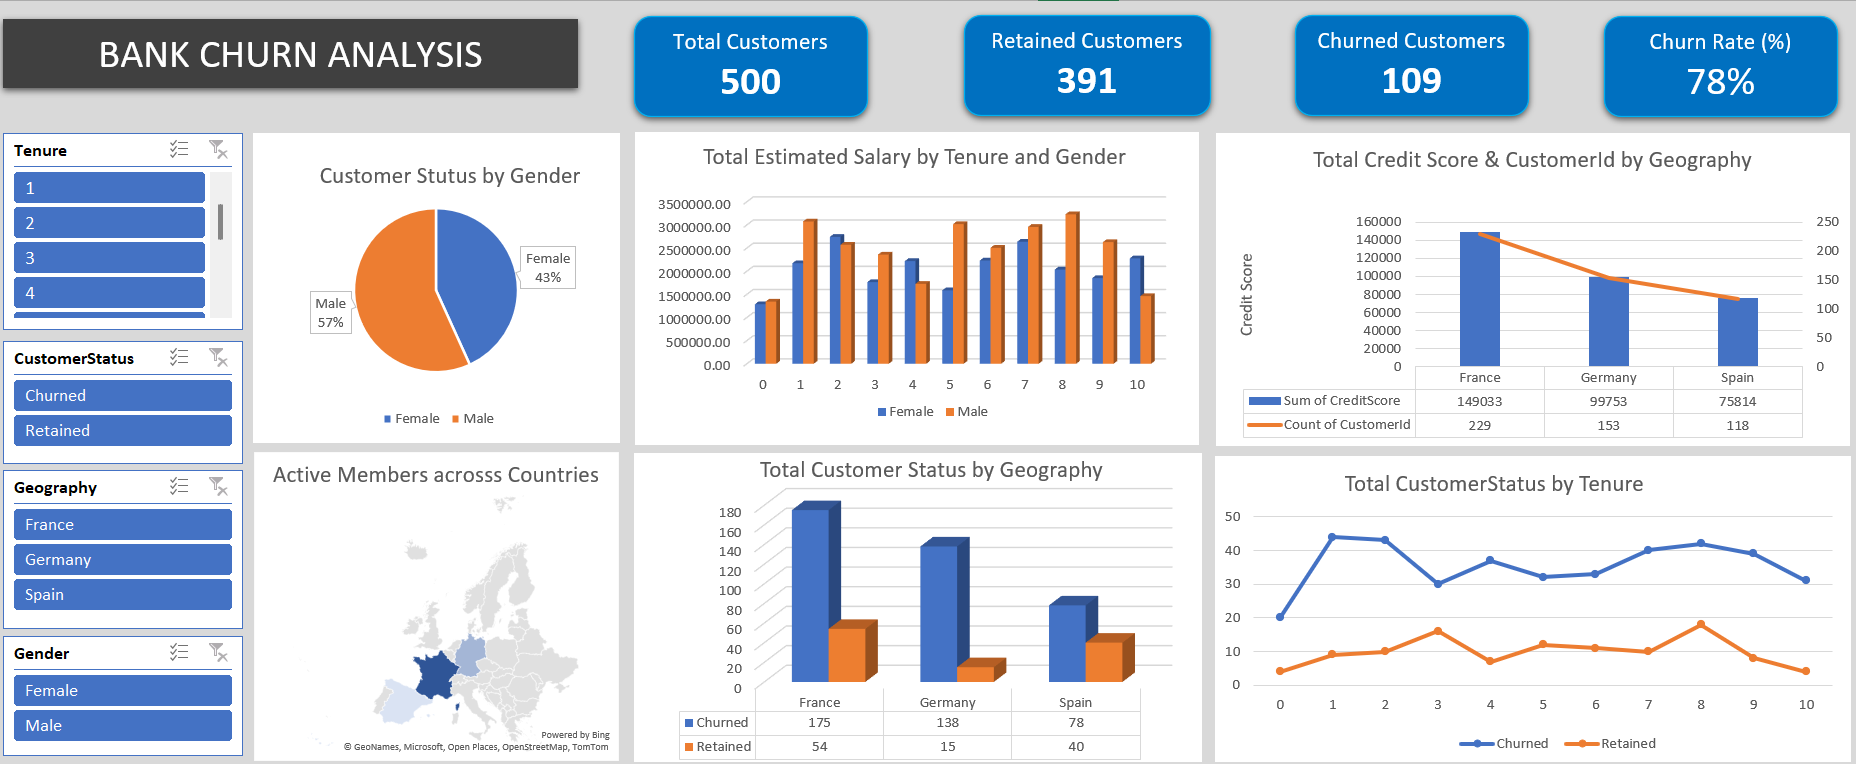 BANK CHURN ANALYSIS
Total Customers
500
Retained Customers
391
Churned Customers
109
Churn Rate (%)
78%
Tenure
1
2
3
4
CustomerStatus
Churned
Retained
Geography
France
Germany
Spain
Gender
Female
Male
Customer Stutus by Gender
Female
43%
Male
57%
Female Male
Total Estimated Salary by Tenure and Gender
3500000.00
3000000.00
2500000.00
2000000.00
1500000.00
1000000.00
500000.00
0.00
0 1 2 3 4 5 6 7 8 9 10
Female Male
Total Credit Score & CustomerId by Geography
Credit Score
160000
140000
120000
100000
80000
60000
40000
20000
0
250
200
150
100
50
0
France Germany Spain
Sum of CreditScore 149033 99753 75814
Count of CustomerId 229 153 118
Active Members acrosss Countries
Powered by Bing
© GeoNames, Microsoft, Open Places, OpenStreetMap, TomTom
Total Customer Status by Geography
180
160
140
120
100
80
60
40
20
0
France Germany Spain
Churned 175 138 78
Retained 54 15 40
Total CustomerStatus by Tenure
50
40
30
20
10
0
0 1 2 3 4 5 6 7 8 9 10
Churned Retained